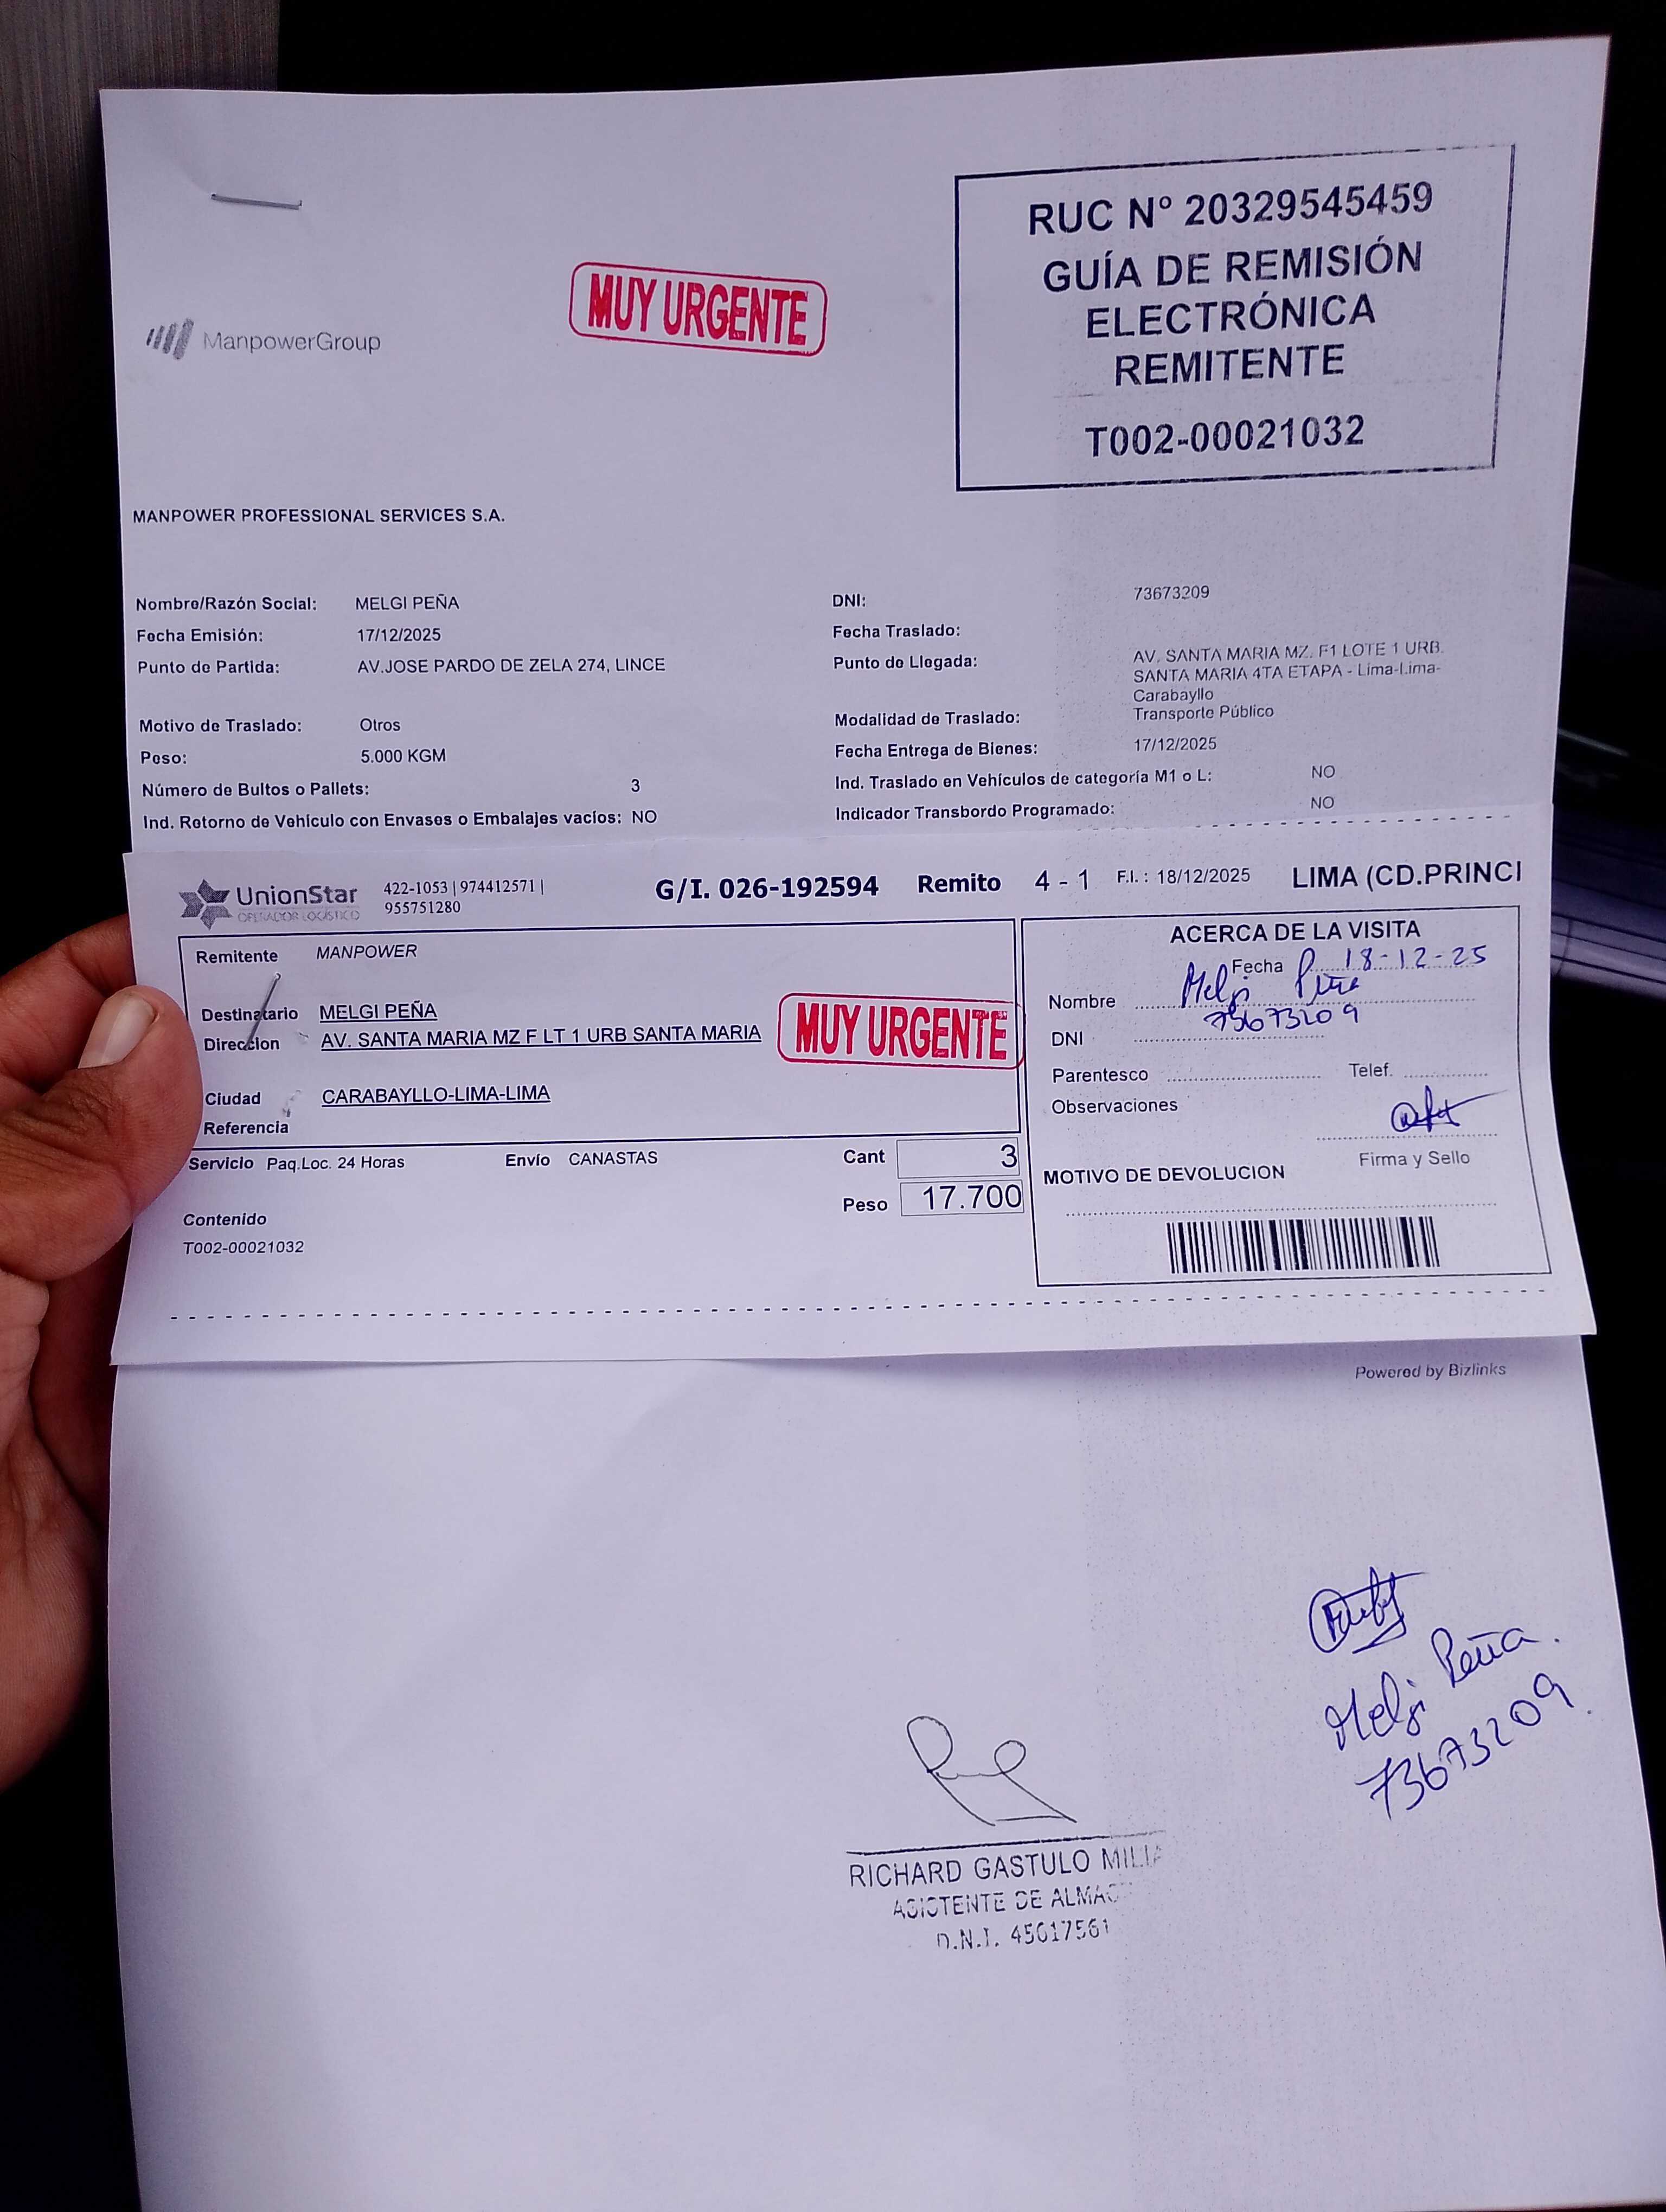 RUC N° 20329545459
GUÍA DE REMISIÓN
ELECTRÓNICA
REMITENTE
T002-00021032
MUY URGENTE
ManpowerGroup
MANPOWER PROFESSIONAL SERVICES S.A.
Nombre/Razón Social: MELGI PEÑA
DNI: 73673209
Fecha Emisión: 17/12/2025
Fecha Traslado:
Punto de Partida: AV.JOSE PARDO DE ZELA 274, LINCE
Punto de Llegada: AV. SANTA MARIA MZ. F1 LOTE 1 URB.
SANTA MARIA 4TA ETAPA - Lima-Lima-
Carabayllo
Motivo de Traslado: Otros
Modalidad de Traslado: Transporte Público
Peso: 5.000 KGM
Fecha Entrega de Bienes: 17/12/2025
Número de Bultos o Pallets: 3
Ind. Traslado en Vehículos de categoría M1 o L: NO
Ind. Retorno de Vehículo con Envases o Embalajes vacíos: NO
Indicador Transbordo Programado: NO
UnionStar
OPERADOR LOGÍSTICO
422-1053 | 974412571 |
955751280
G/I. 026-192594 Remito 4 - 1 F.I. : 18/12/2025 LIMA (CD.PRINCI
Remitente MANPOWER
Destinatario MELGI PEÑA
Direccion AV. SANTA MARIA MZ F LT 1 URB SANTA MARIA
MUY URGENTE
Ciudad CARABAYLLO-LIMA-LIMA
Referencia
Servicio Paq.Loc. 24 Horas Envío CANASTAS Cant 3
Peso 17.700
Contenido
T002-00021032
ACERCA DE LA VISITA
Fecha 18-12-25
Nombre Melgi Peña
DNI 73673209
Parentesco Telef.
Observaciones
Firma y Sello
MOTIVO DE DEVOLUCION
Powered by Bizlinks
Melgi Peña.
73673209.
RICHARD GASTULO
ASISTENTE DE
D.N.I. 45617561